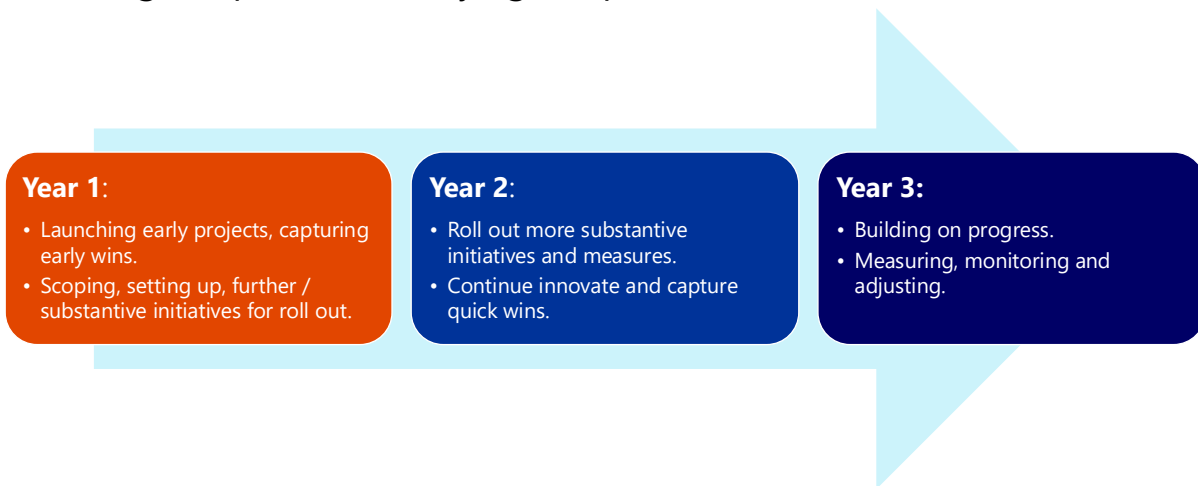 Year 1:
• Launching early projects, capturing
early wins.
• Scoping, setting up, further /
substantive initiatives for roll out.
Year 2:
• Roll out more substantive
initiatives and measures.
• Continue innovate and capture
quick wins.
Year 3:
• Building on progress.
• Measuring, monitoring and
adjusting.